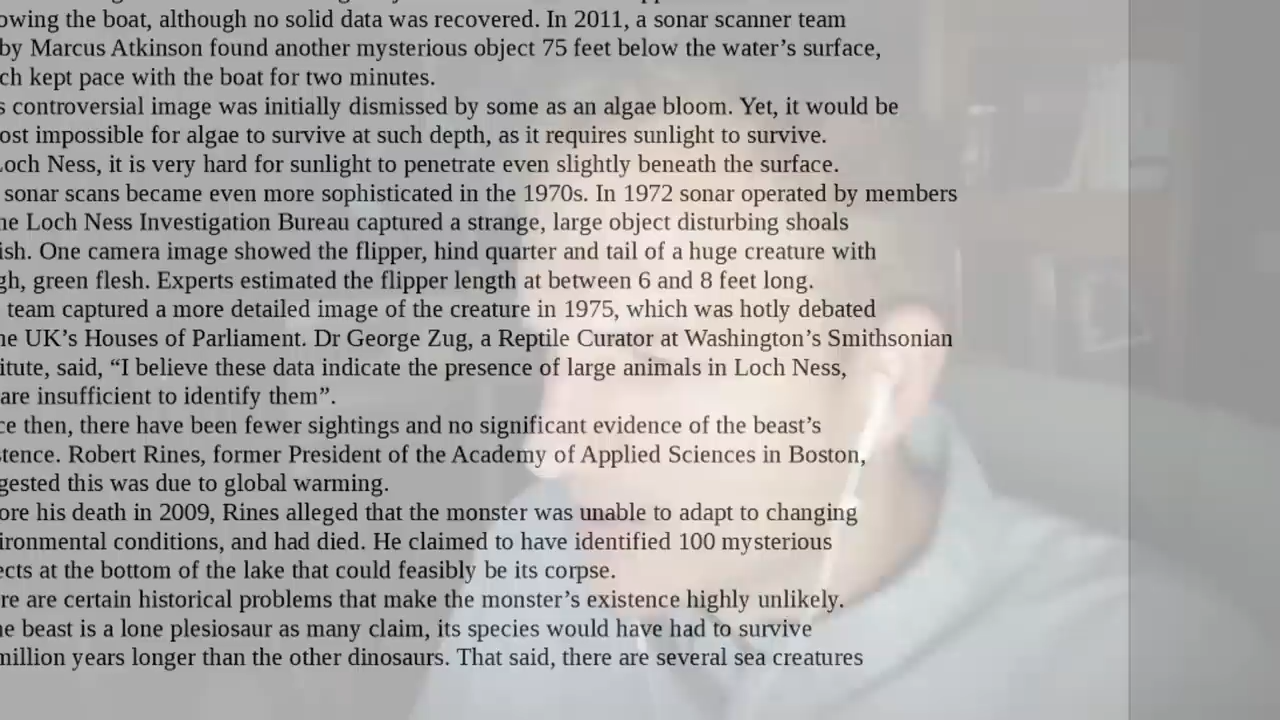 owing the boat, although no solid data was recovered. In 2011, a sonar scanner team
by Marcus Atkinson found another mysterious object 75 feet below the water’s surface,
ch kept pace with the boat for two minutes.
s controversial image was initially dismissed by some as an algae bloom. Yet, it would be
ost impossible for algae to survive at such depth, as it requires sunlight to survive.
Loch Ness, it is very hard for sunlight to penetrate even slightly beneath the surface.
sonar scans became even more sophisticated in the 1970s. In 1972 sonar operated by members
he Loch Ness Investigation Bureau captured a strange, large object disturbing shoals
ish. One camera image showed the flipper, hind quarter and tail of a huge creature with
gh, green flesh. Experts estimated the flipper length at between 6 and 8 feet long.
team captured a more detailed image of the creature in 1975, which was hotly debated
he UK’s Houses of Parliament. Dr George Zug, a Reptile Curator at Washington’s Smithsonian
itute, said, “I believe these data indicate the presence of large animals in Loch Ness,
are insufficient to identify them”.
ce then, there have been fewer sightings and no significant evidence of the beast’s
stence. Robert Rines, former President of the Academy of Applied Sciences in Boston,
gested this was due to global warming.
ore his death in 2009, Rines alleged that the monster was unable to adapt to changing
ironmental conditions, and had died. He claimed to have identified 100 mysterious
ects at the bottom of the lake that could feasibly be its corpse.
re are certain historical problems that make the monster’s existence highly unlikely.
he beast is a lone plesiosaur as many claim, its species would have had to survive
million years longer than the other dinosaurs. That said, there are several sea creatures